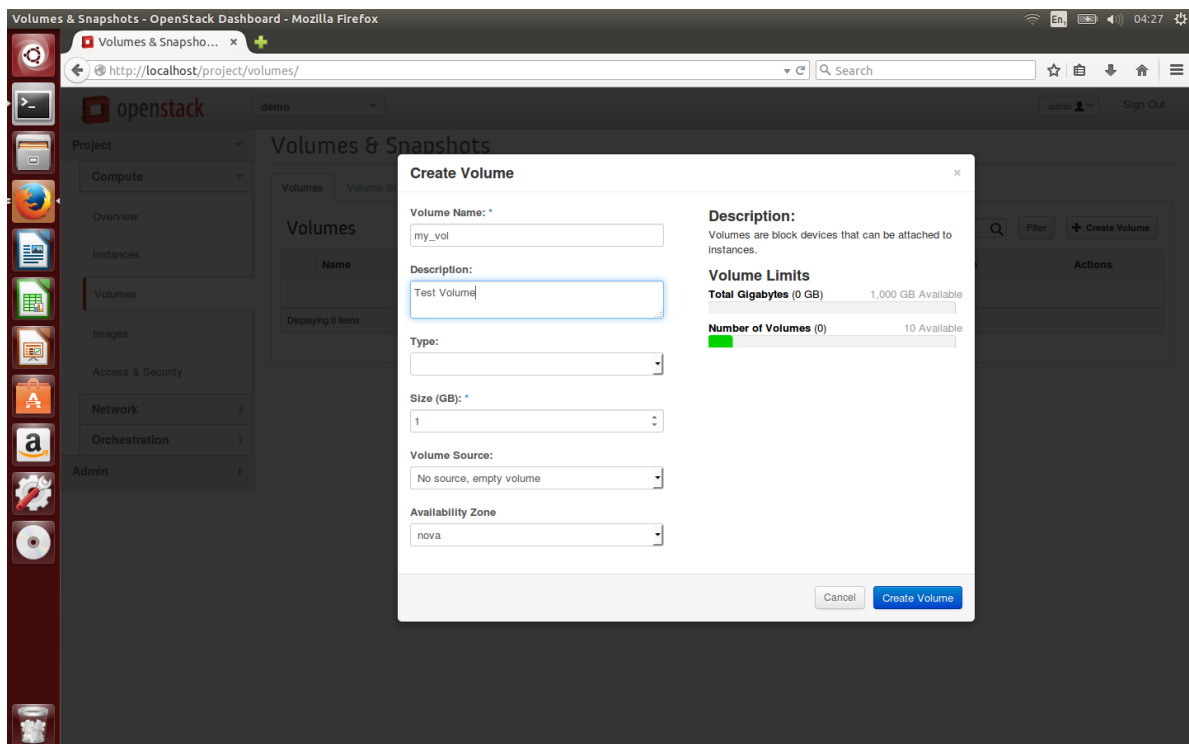 Volumes & Snapshots - OpenStack Dashboard - Mozilla Firefox
En,
04:27
Volumes & Snapsho...
http://localhost/project/volumes/
Search
openstack
demo
admin
Sign Out
Project
Compute
Overview
Instances
Volumes
Images
Access & Security
Network
Orchestration
Admin
Volumes & Snapshots
Volumes
Volume S
Volumes
Filter
+ Create Volume
Name
Actions
Displaying 0 items
Create Volume
×
Volume Name: *
my_vol
Description:
Test Volume
Type:
Size (GB): *
1
Volume Source:
No source, empty volume
Availability Zone
nova
Description:
Volumes are block devices that can be attached to
instances.
Volume Limits
Total Gigabytes (0 GB) 1,000 GB Available
Number of Volumes (0) 10 Available
Cancel
Create Volume